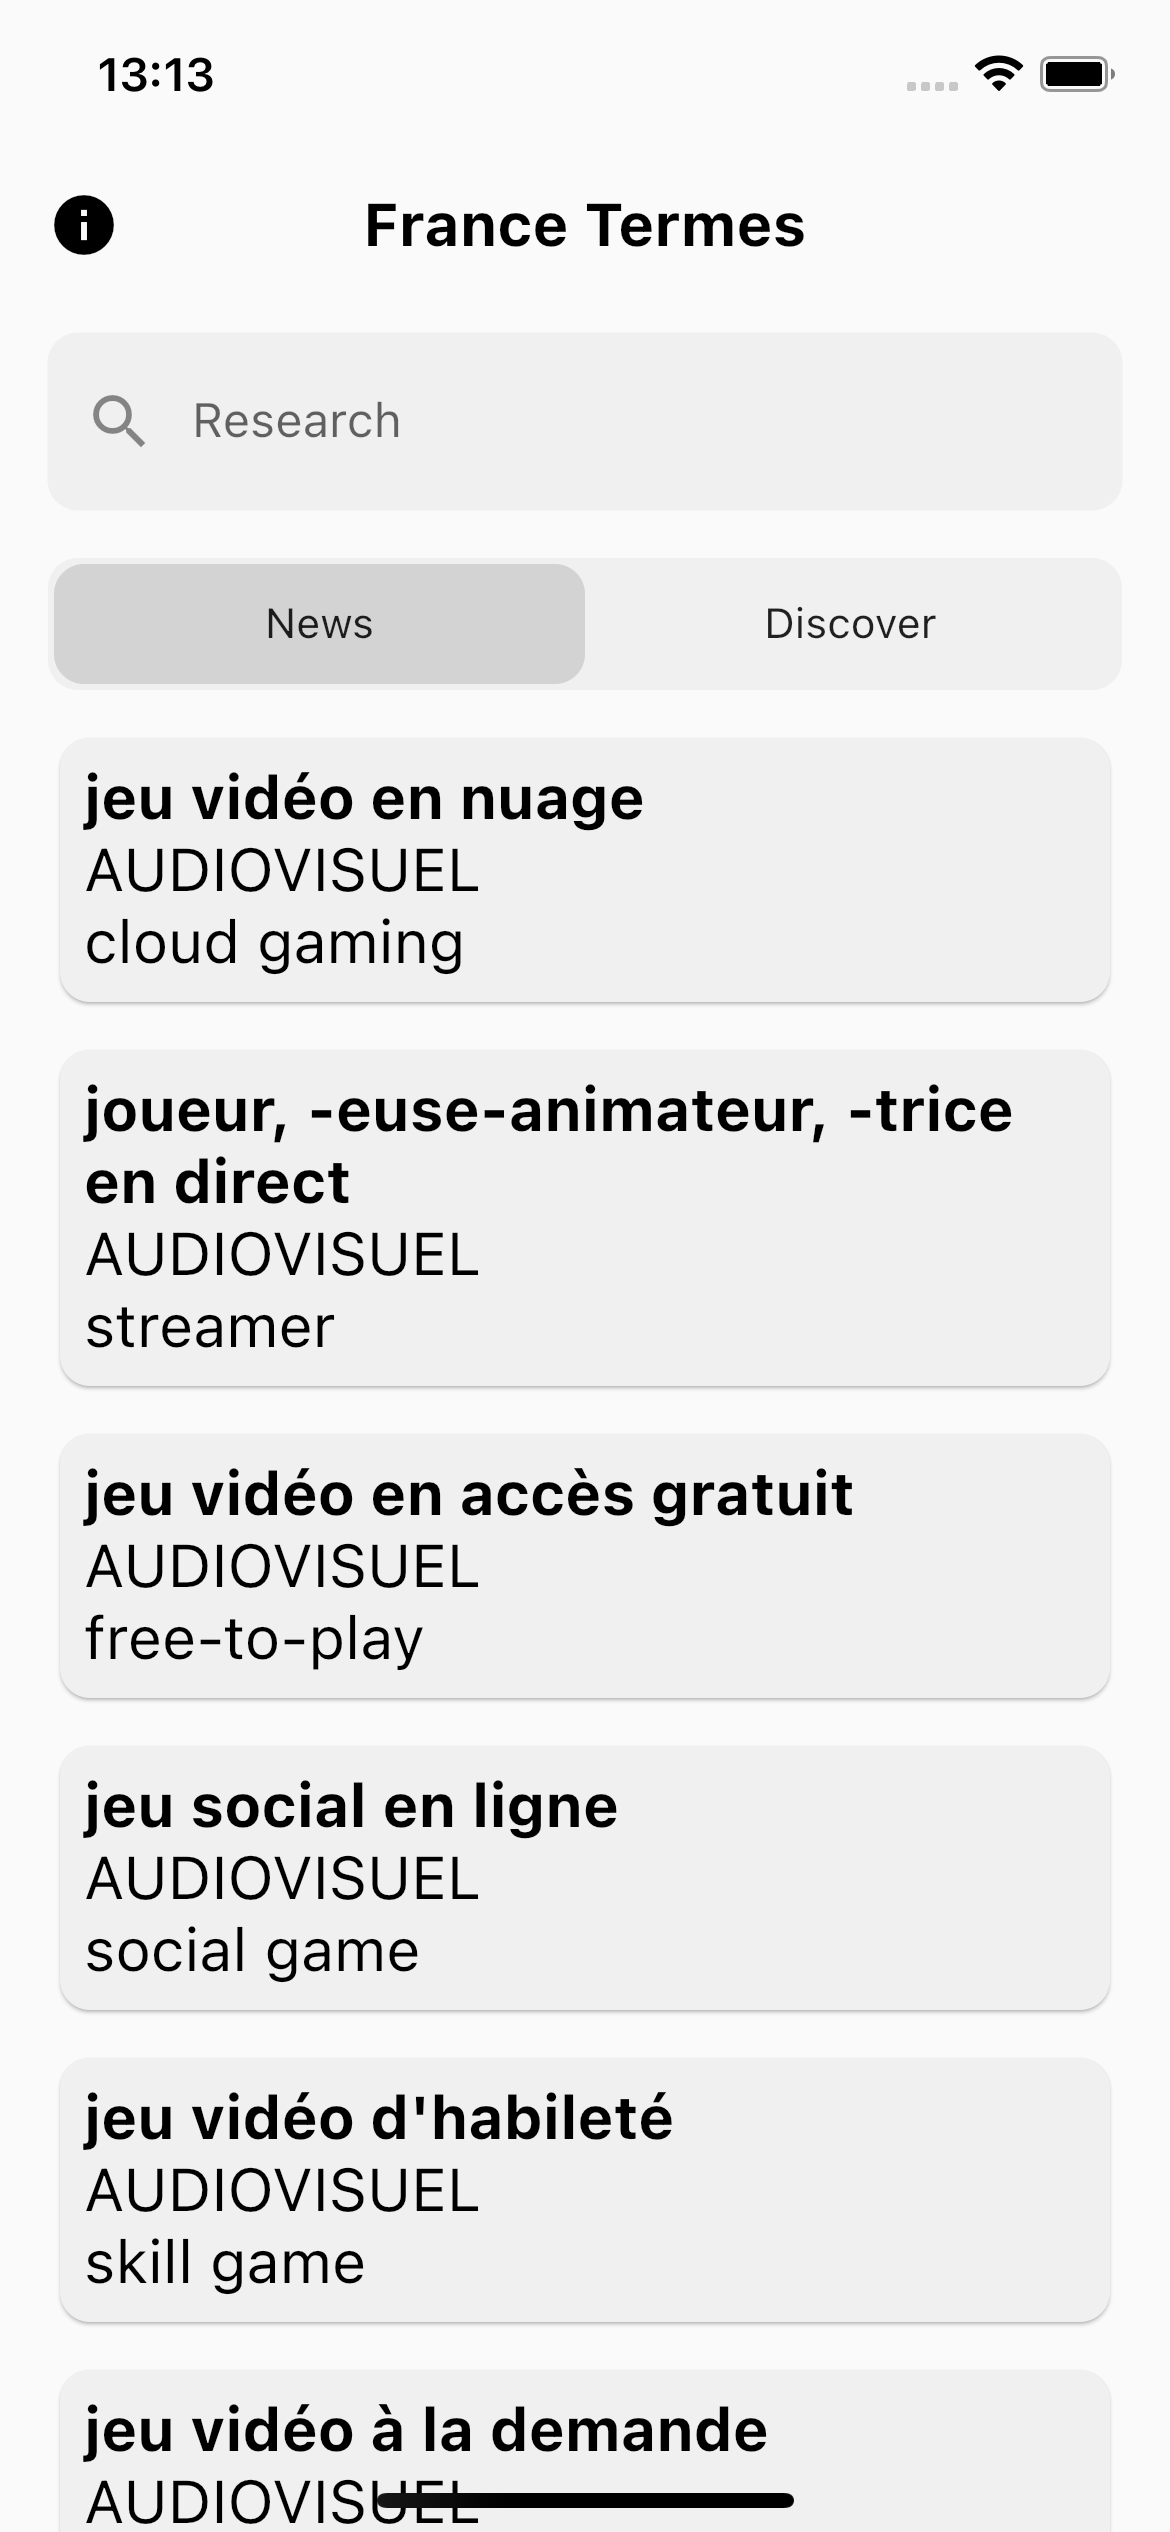 13:13
France Termes
Research
News
Discover
jeu vidéo en nuage
AUDIOVISUEL
cloud gaming
joueur, -euse-animateur, -trice
en direct
AUDIOVISUEL
streamer
jeu vidéo en accès gratuit
AUDIOVISUEL
free-to-play
jeu social en ligne
AUDIOVISUEL
social game
jeu vidéo d'habileté
AUDIOVISUEL
skill game
jeu vidéo à la demande
AUDIOVISUEL